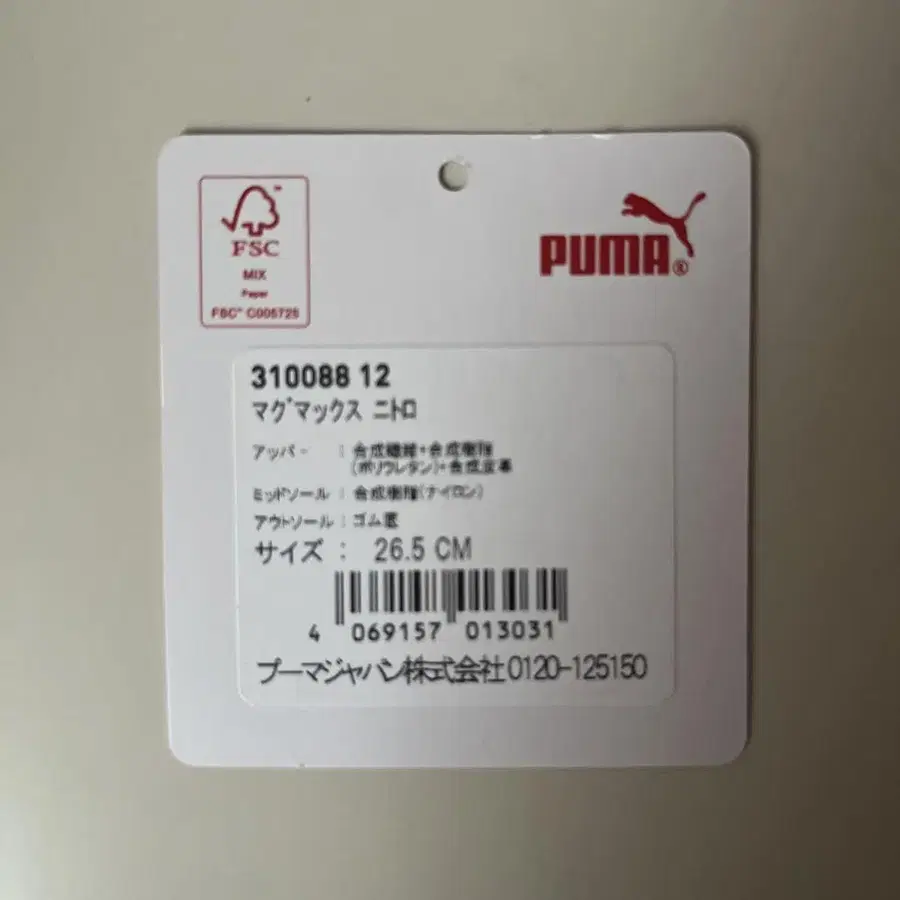 FSC
MIX
Paper
FSC™ C005725
PUMA®
310088 12
マグマックス ニトロ
アッパー : 合成繊維+合成樹脂
(ポリウレタン)+合成皮革
ミッドソール : 合成樹脂(ナイロン)
アウトソール : ゴム底
サイズ : 26.5 CM
4 069157 013031
プーマジャパン株式会社0120-125150